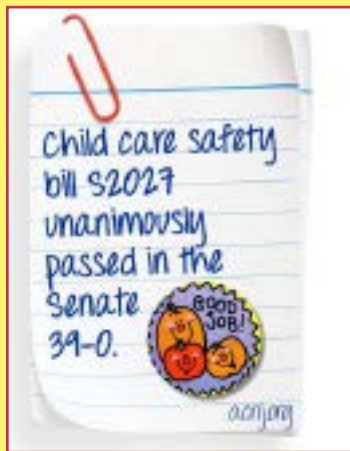 Child care safety
bill S2027
unanimously
passed in the
Senate
39-0.
GOOD
JOB!
acnj.org